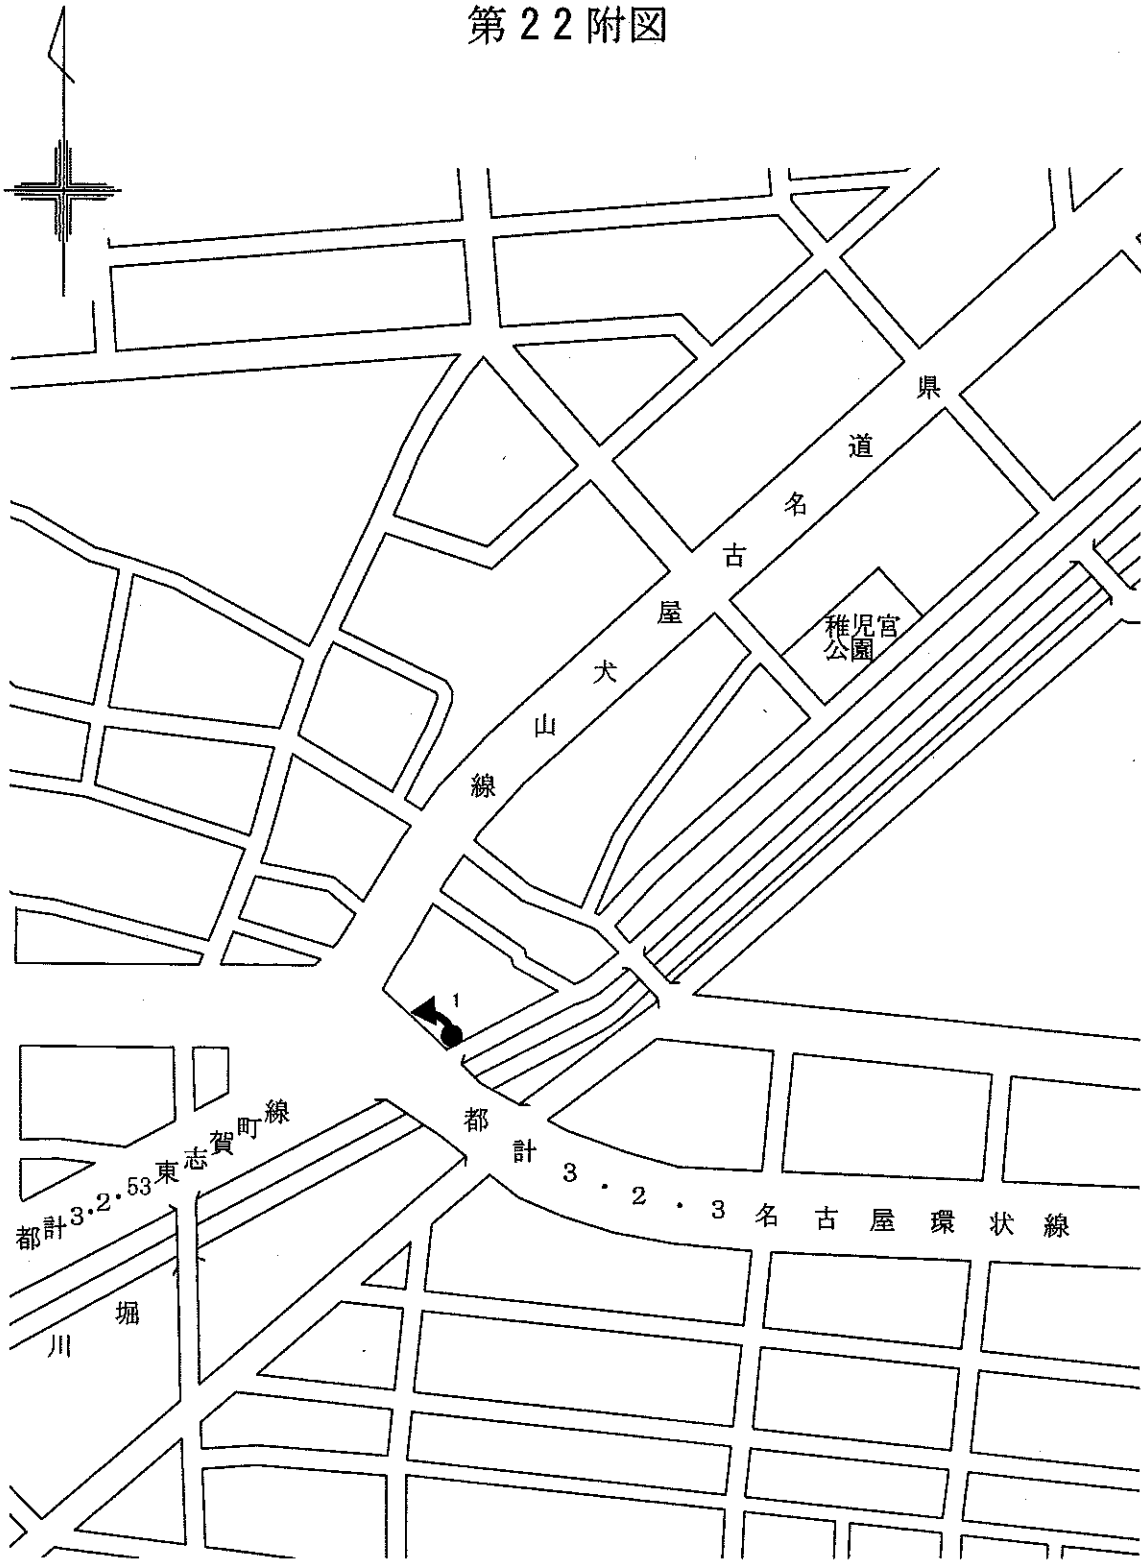 第22附図
県道名古屋犬山線
稚児宮
公園
1
都計3・2・53東志賀町線
都計3・2・3名古屋環状線
堀川